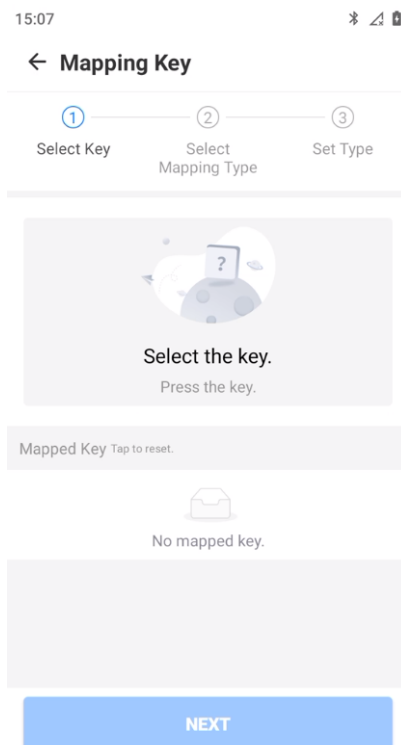 15:07
Mapping Key
1
2
3
Select Key
Select
Mapping Type
Set Type
?
Select the key.
Press the key.
Mapped Key Tap to reset.
No mapped key.
NEXT